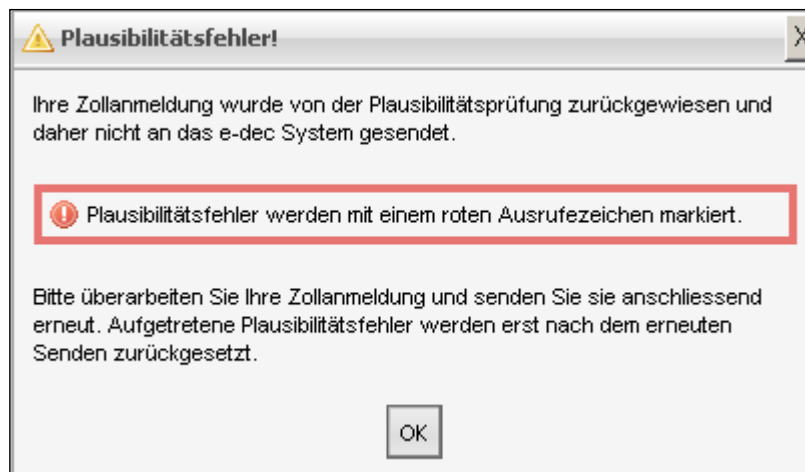 Plausibilitätsfehler!
X
Ihre Zollanmeldung wurde von der Plausibilitätsprüfung zurückgewiesen und
daher nicht an das e-dec System gesendet.
Plausibilitätsfehler werden mit einem roten Ausrufezeichen markiert.
Bitte überarbeiten Sie Ihre Zollanmeldung und senden Sie sie anschliessend
erneut. Aufgetretene Plausibilitätsfehler werden erst nach dem erneuten
Senden zurückgesetzt.
OK